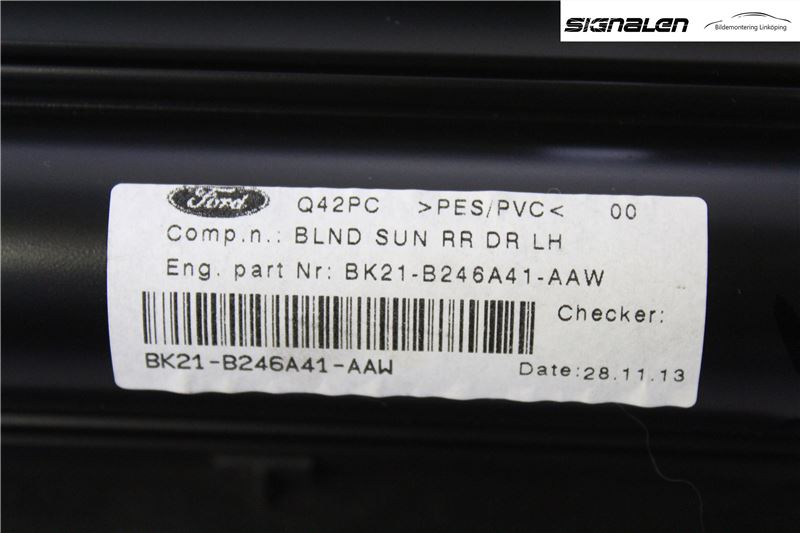 SIGNALEN
Bildemontering Linköping
Ford Q42PC >PES/PVC< 00
Comp.n.: BLND SUN RR DR LH
Eng. part Nr: BK21-B246A41-AAW
Checker:
BK21-B246A41-AAW
Date:28.11.13